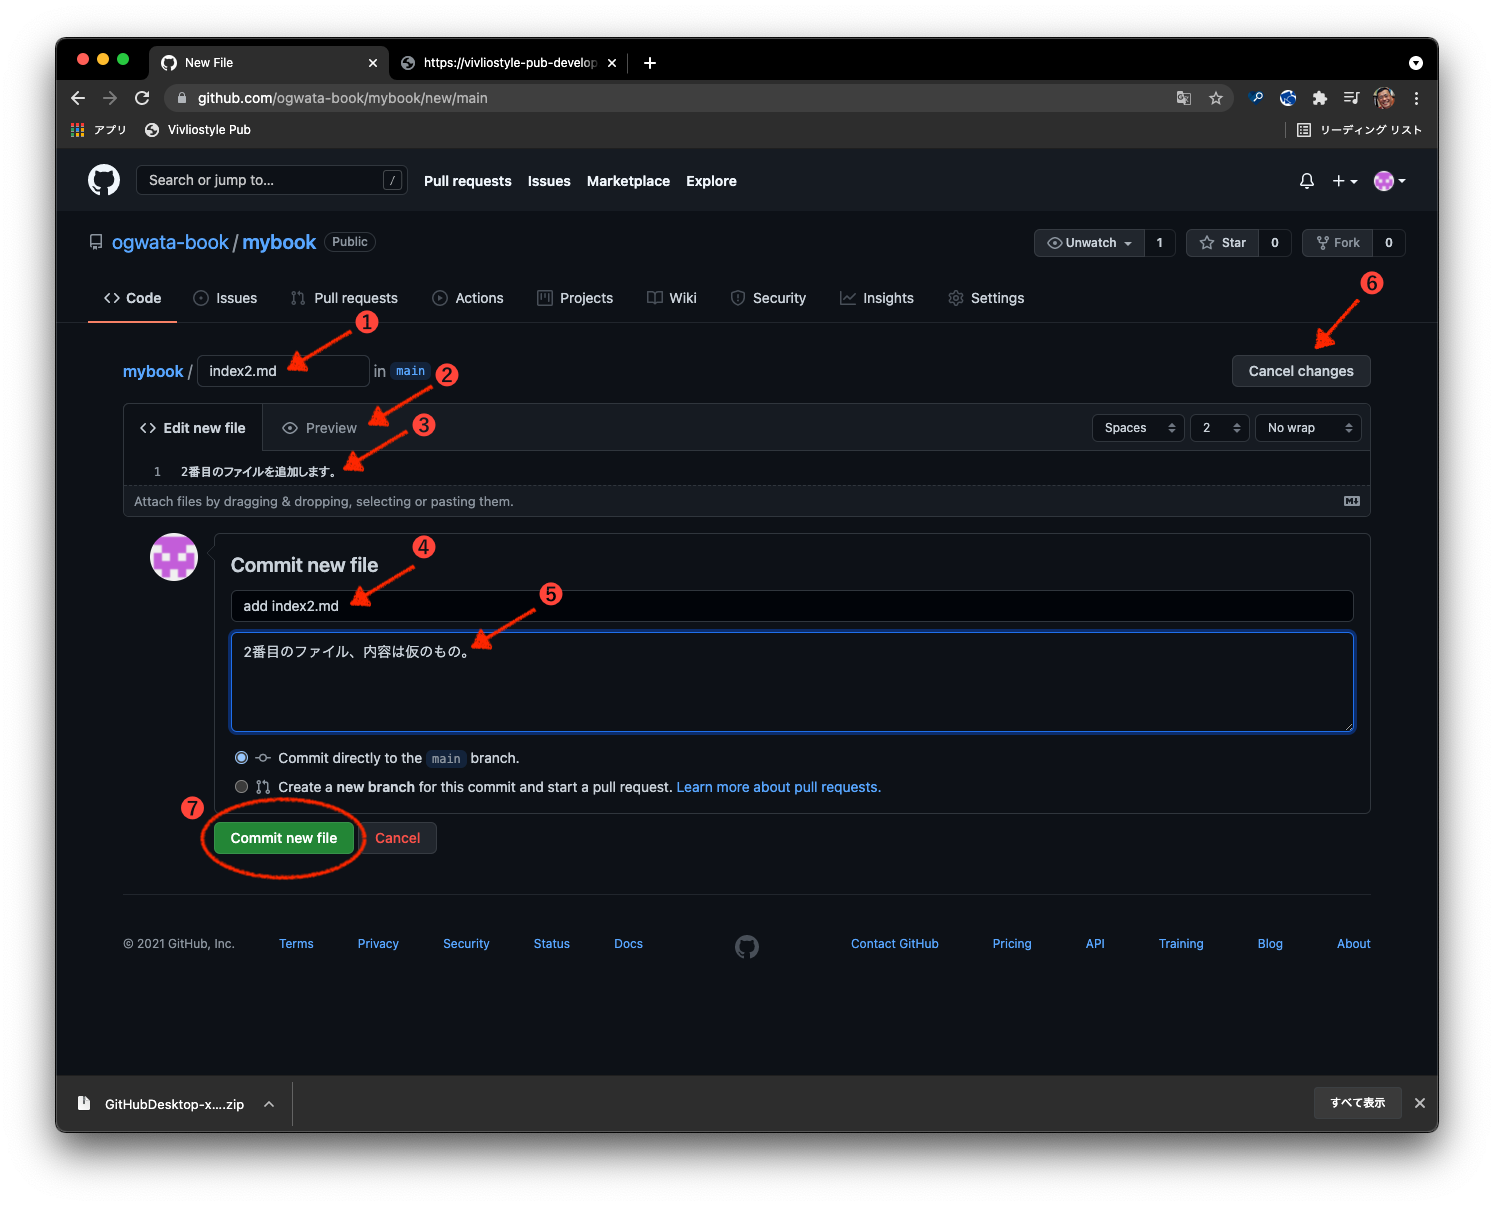 New File
https://vivliostyle-pub-develop
github.com/ogwata-book/mybook/new/main
アプリ
Vivliostyle Pub
リーディング リスト
Search or jump to...
/
Pull requests
Issues
Marketplace
Explore
ogwata-book / mybook
Public
Unwatch
1
Star
0
Fork
0
Code
Issues
Pull requests
Actions
Projects
Wiki
Security
Insights
Settings
1
6
mybook / index2.md in main
2
Cancel changes
Edit new file
Preview
3
Spaces
2
No wrap
1 2番目のファイルを追加します。
Attach files by dragging & dropping, selecting or pasting them.
4
Commit new file
5
add index2.md
2番目のファイル、内容は仮のもの。
Commit directly to the main branch.
Create a new branch for this commit and start a pull request. Learn more about pull requests.
7
Commit new file
Cancel
© 2021 GitHub, Inc.
Terms
Privacy
Security
Status
Docs
Contact GitHub
Pricing
API
Training
Blog
About
GitHubDesktop-x....zip
すべて表示